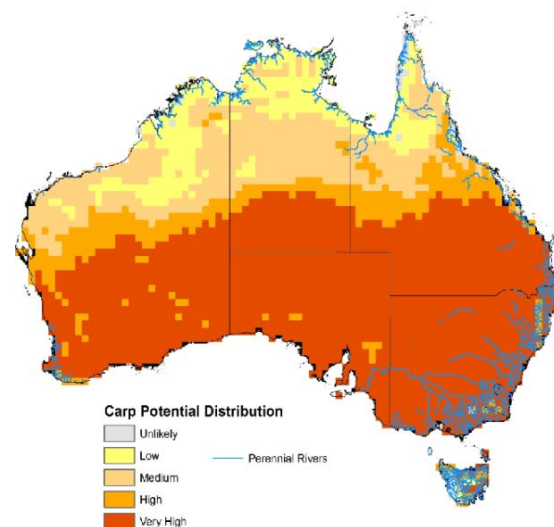 Carp Potential Distribution
Unlikely
Low
Medium
High
Very High
Perennial Rivers